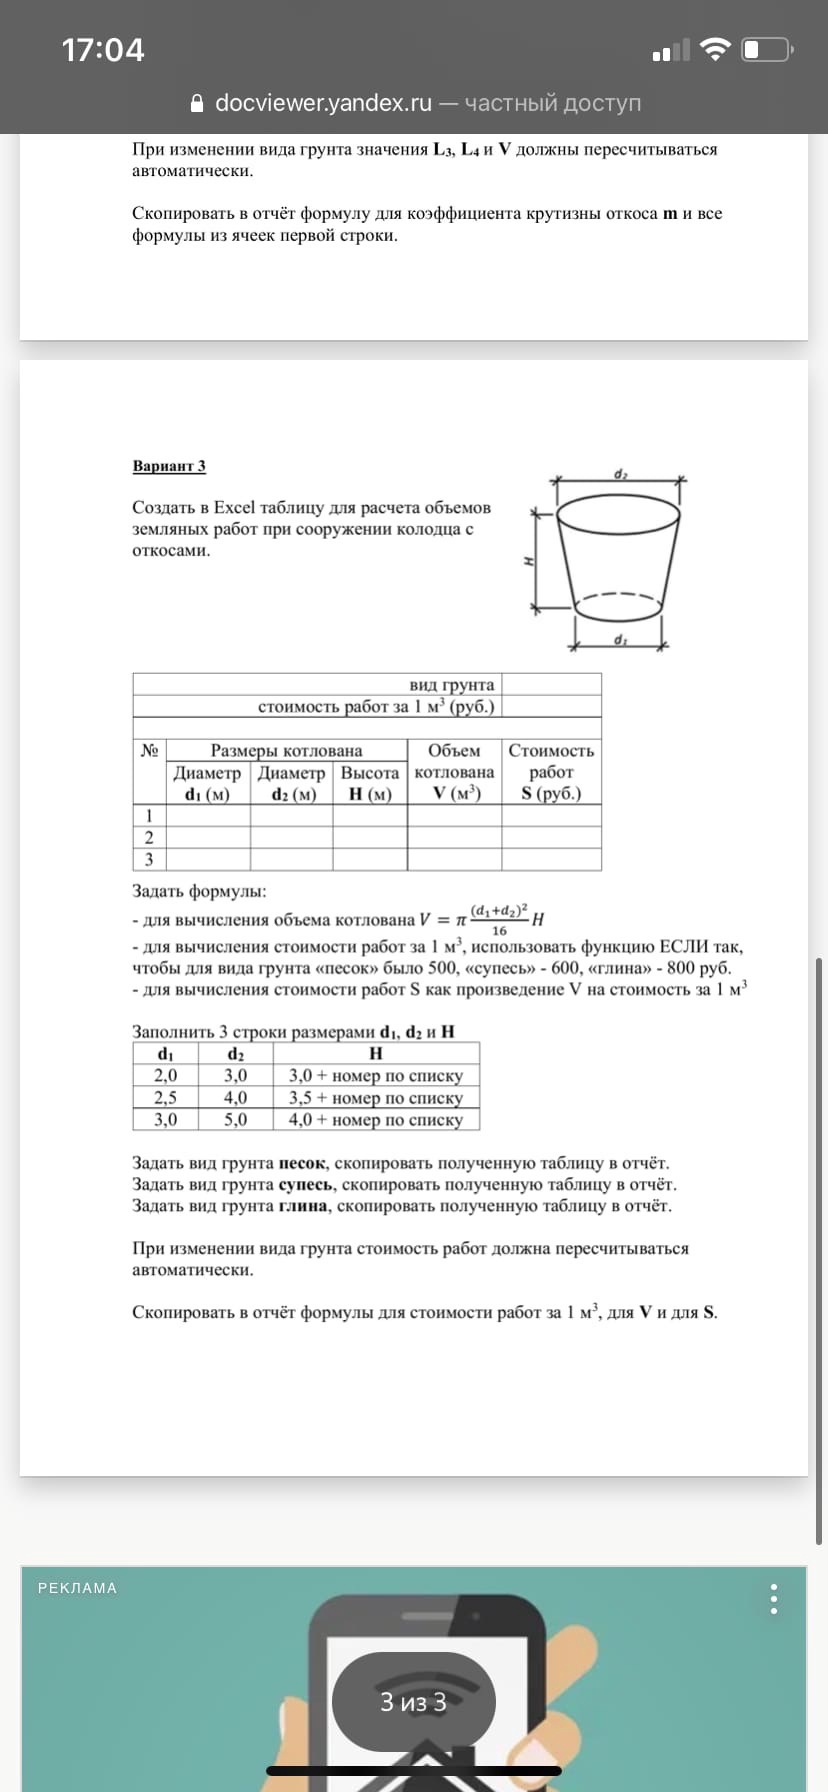 17:04
docviewer.yandex.ru — частный доступ
При изменении вида грунта значения L₃, L₄ и V должны пересчитываться
автоматически.
Скопировать в отчёт формулу для коэффициента крутизны откоса m и все
формулы из ячеек первой строки.
Вариант 3
Создать в Excel таблицу для расчета объемов
земляных работ при сооружении колодца с
откосами.
d₂
H
d₁
вид грунта
стоимость работ за 1 м³ (руб.)
№ Размеры котлована Объем Стоимость
Диаметр Диаметр Высота котлована работ
d₁ (м) d₂ (м) H (м) V (м³) S (руб.)
1
2
3
Задать формулы:
- для вычисления объема котлована V = π (d₁+d₂)²/16 H
- для вычисления стоимости работ за 1 м³, использовать функцию ЕСЛИ так,
чтобы для вида грунта «песок» было 500, «супесь» - 600, «глина» - 800 руб.
- для вычисления стоимости работ S как произведение V на стоимость за 1 м³
Заполнить 3 строки размерами d₁, d₂ и H
d₁ d₂ H
2,0 3,0 3,0 + номер по списку
2,5 4,0 3,5 + номер по списку
3,0 5,0 4,0 + номер по списку
Задать вид грунта песок, скопировать полученную таблицу в отчёт.
Задать вид грунта супесь, скопировать полученную таблицу в отчёт.
Задать вид грунта глина, скопировать полученную таблицу в отчёт.
При изменении вида грунта стоимость работ должна пересчитываться
автоматически.
Скопировать в отчёт формулы для стоимости работ за 1 м³, для V и для S.
РЕКЛАМА
3 из 3